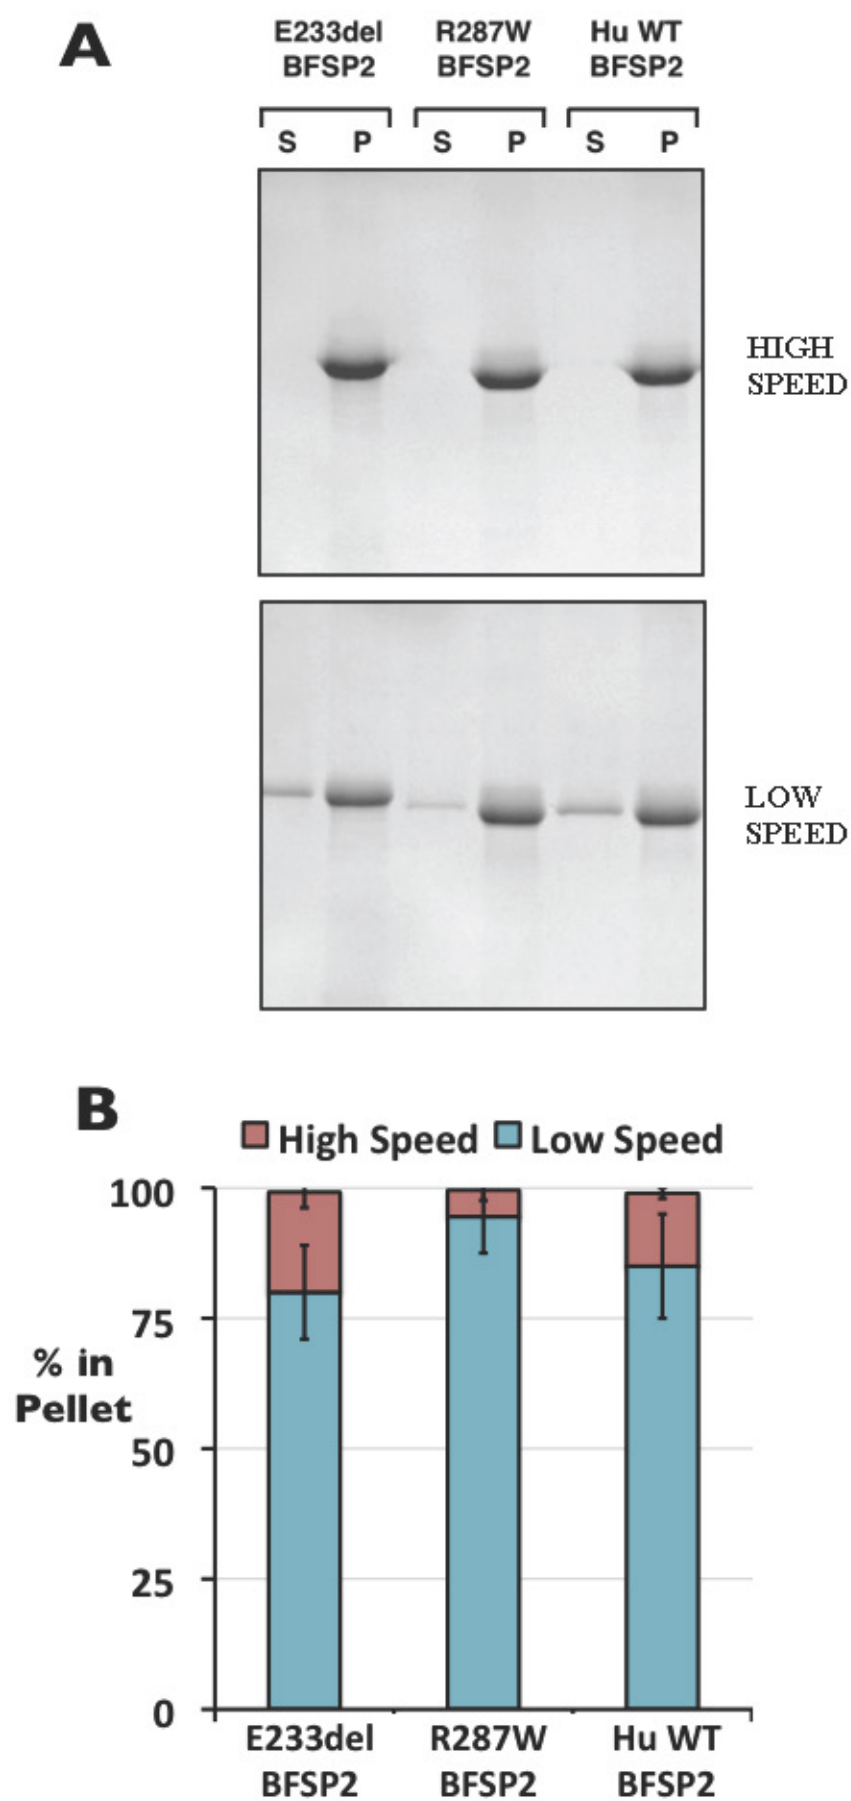 A
E233del R287W Hu WT
BFSP2 BFSP2 BFSP2
S P S P S P
HIGH
SPEED
LOW
SPEED
B
High Speed Low Speed
100
75
% in
Pellet
50
25
0
E233del R287W Hu WT
BFSP2 BFSP2 BFSP2